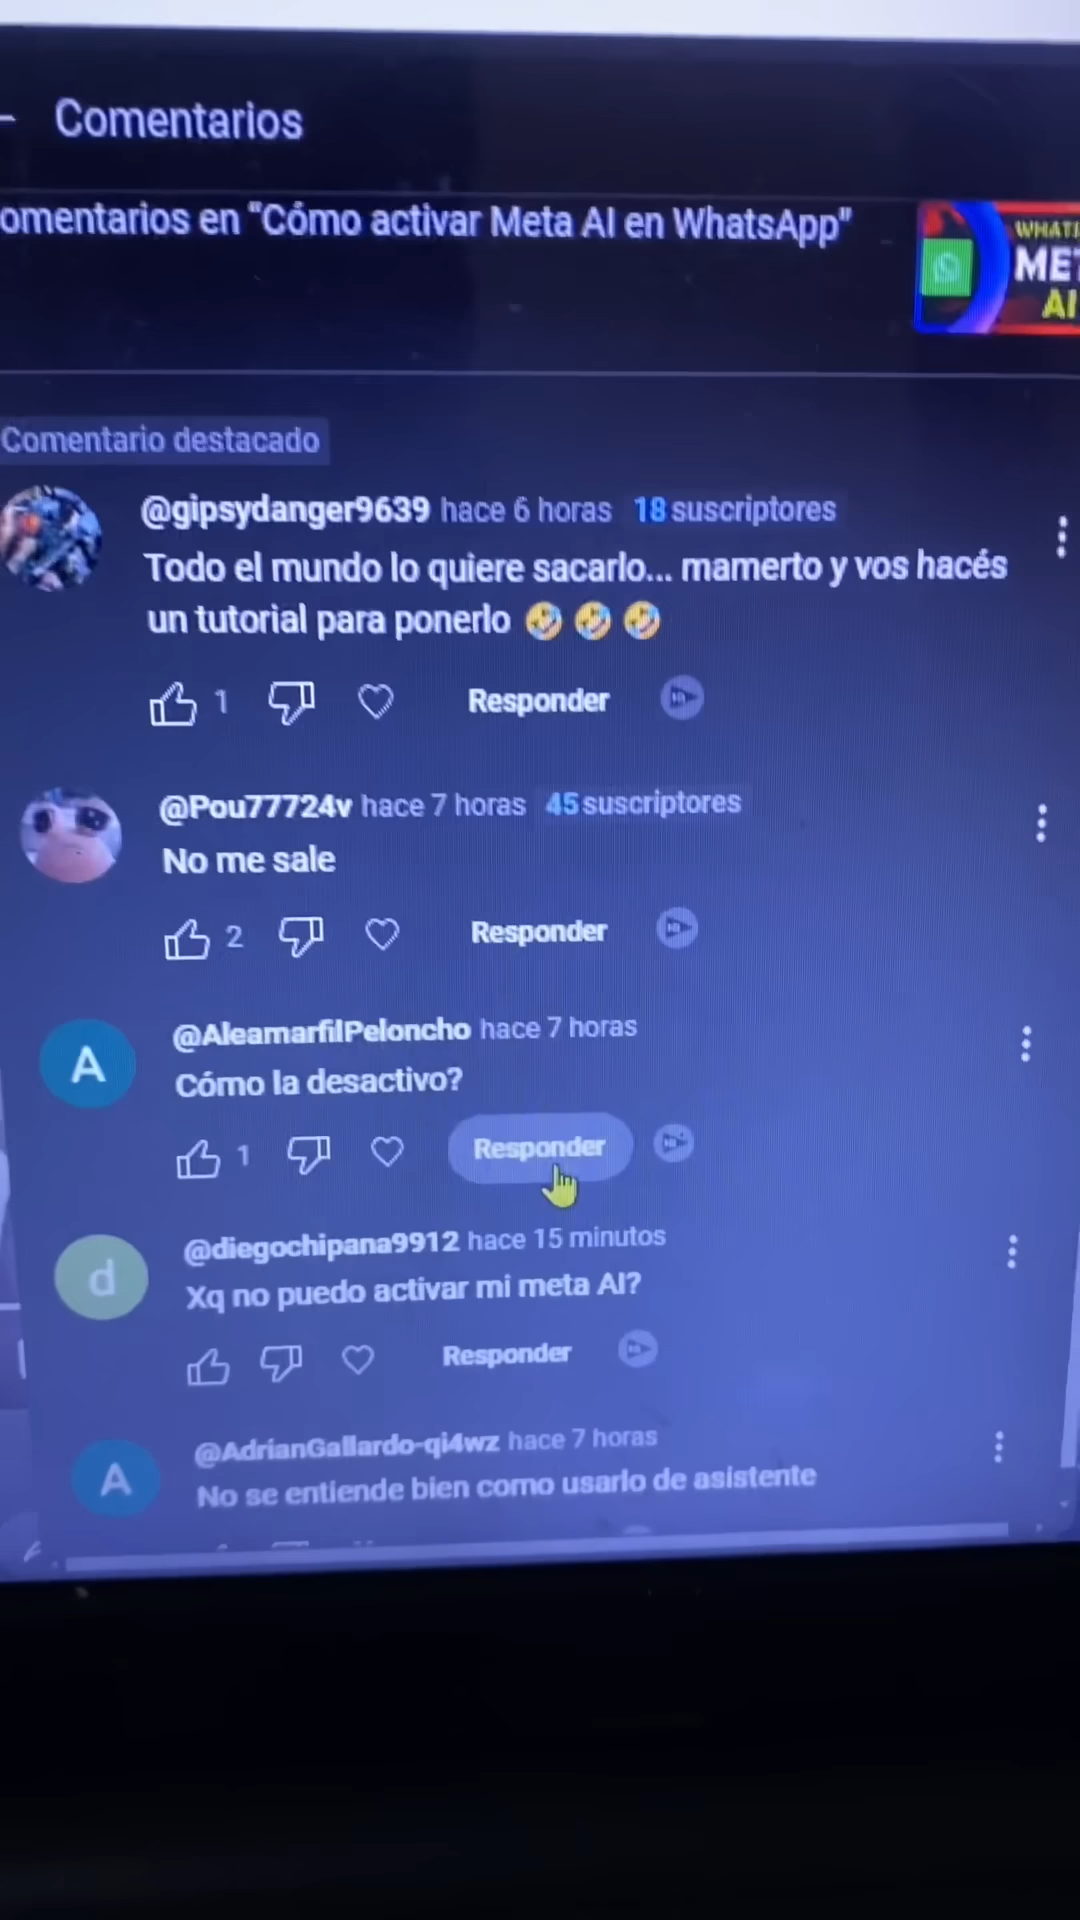 Comentarios
omentarios en "Cómo activar Meta AI en WhatsApp"
ME
AI
Comentario destacado
@gipsydanger9639 hace 6 horas 18 suscriptores
Todo el mundo lo quiere sacarlo... mamerto y vos hacés
un tutorial para ponerlo 🤣 🤣 🤣
1 Responder
@Pou77724v hace 7 horas 45 suscriptores
No me sale
2 Responder
A
@AleamarfilPeloncho hace 7 horas
Cómo la desactivo?
1 Responder
d
@diegochipana9912 hace 15 minutos
Xq no puedo activar mi meta AI?
Responder
A
@AdrianGallardo-qi4wz hace 7 horas
No se entiende bien como usarlo de asistente